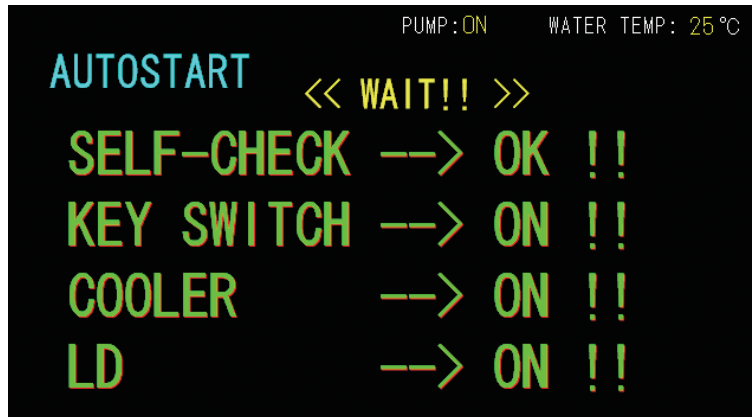 PUMP:ON WATER TEMP: 25℃
AUTOSTART
<< WAIT!! >>
SELF-CHECK --> OK !!
KEY SWITCH --> ON !!
COOLER --> ON !!
LD --> ON !!